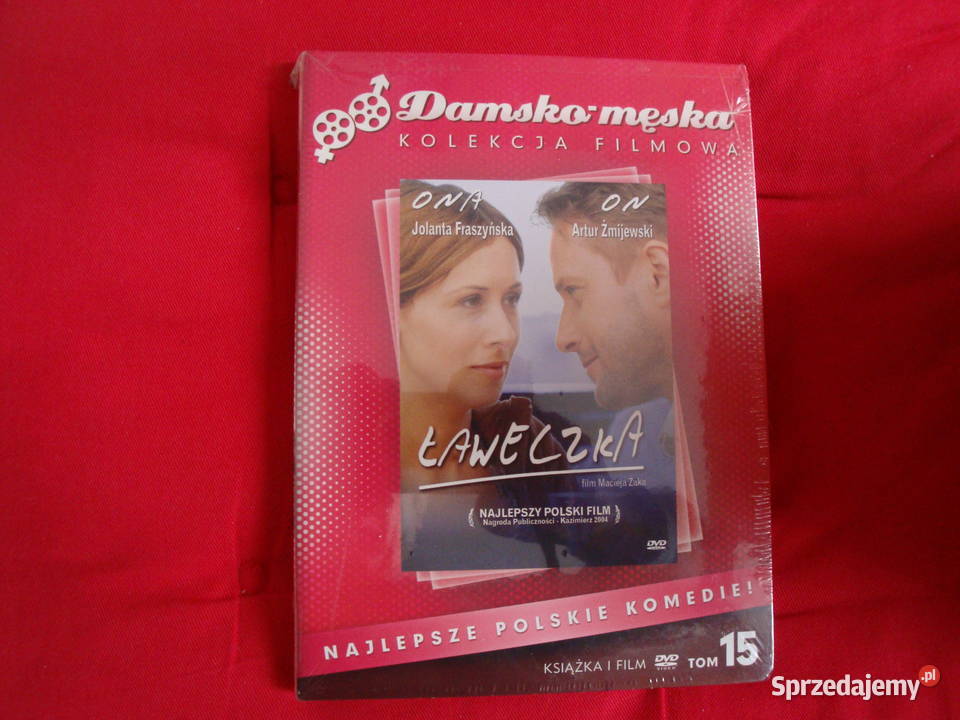 Damsko-męska
KOLEKCJA FILMOWA
ONA ON
Jolanta Fraszyńska Artur Żmijewski
ŁAWECZKA
film Macieja Żaka
NAJLEPSZY POLSKI FILM
Nagroda Publiczności - Kazimierz 2004
DVD
NAJLEPSZE POLSKIE KOMEDIE!
KSIĄŻKA I FILM DVD VIDEO TOM 15
Sprzedajemy.pl